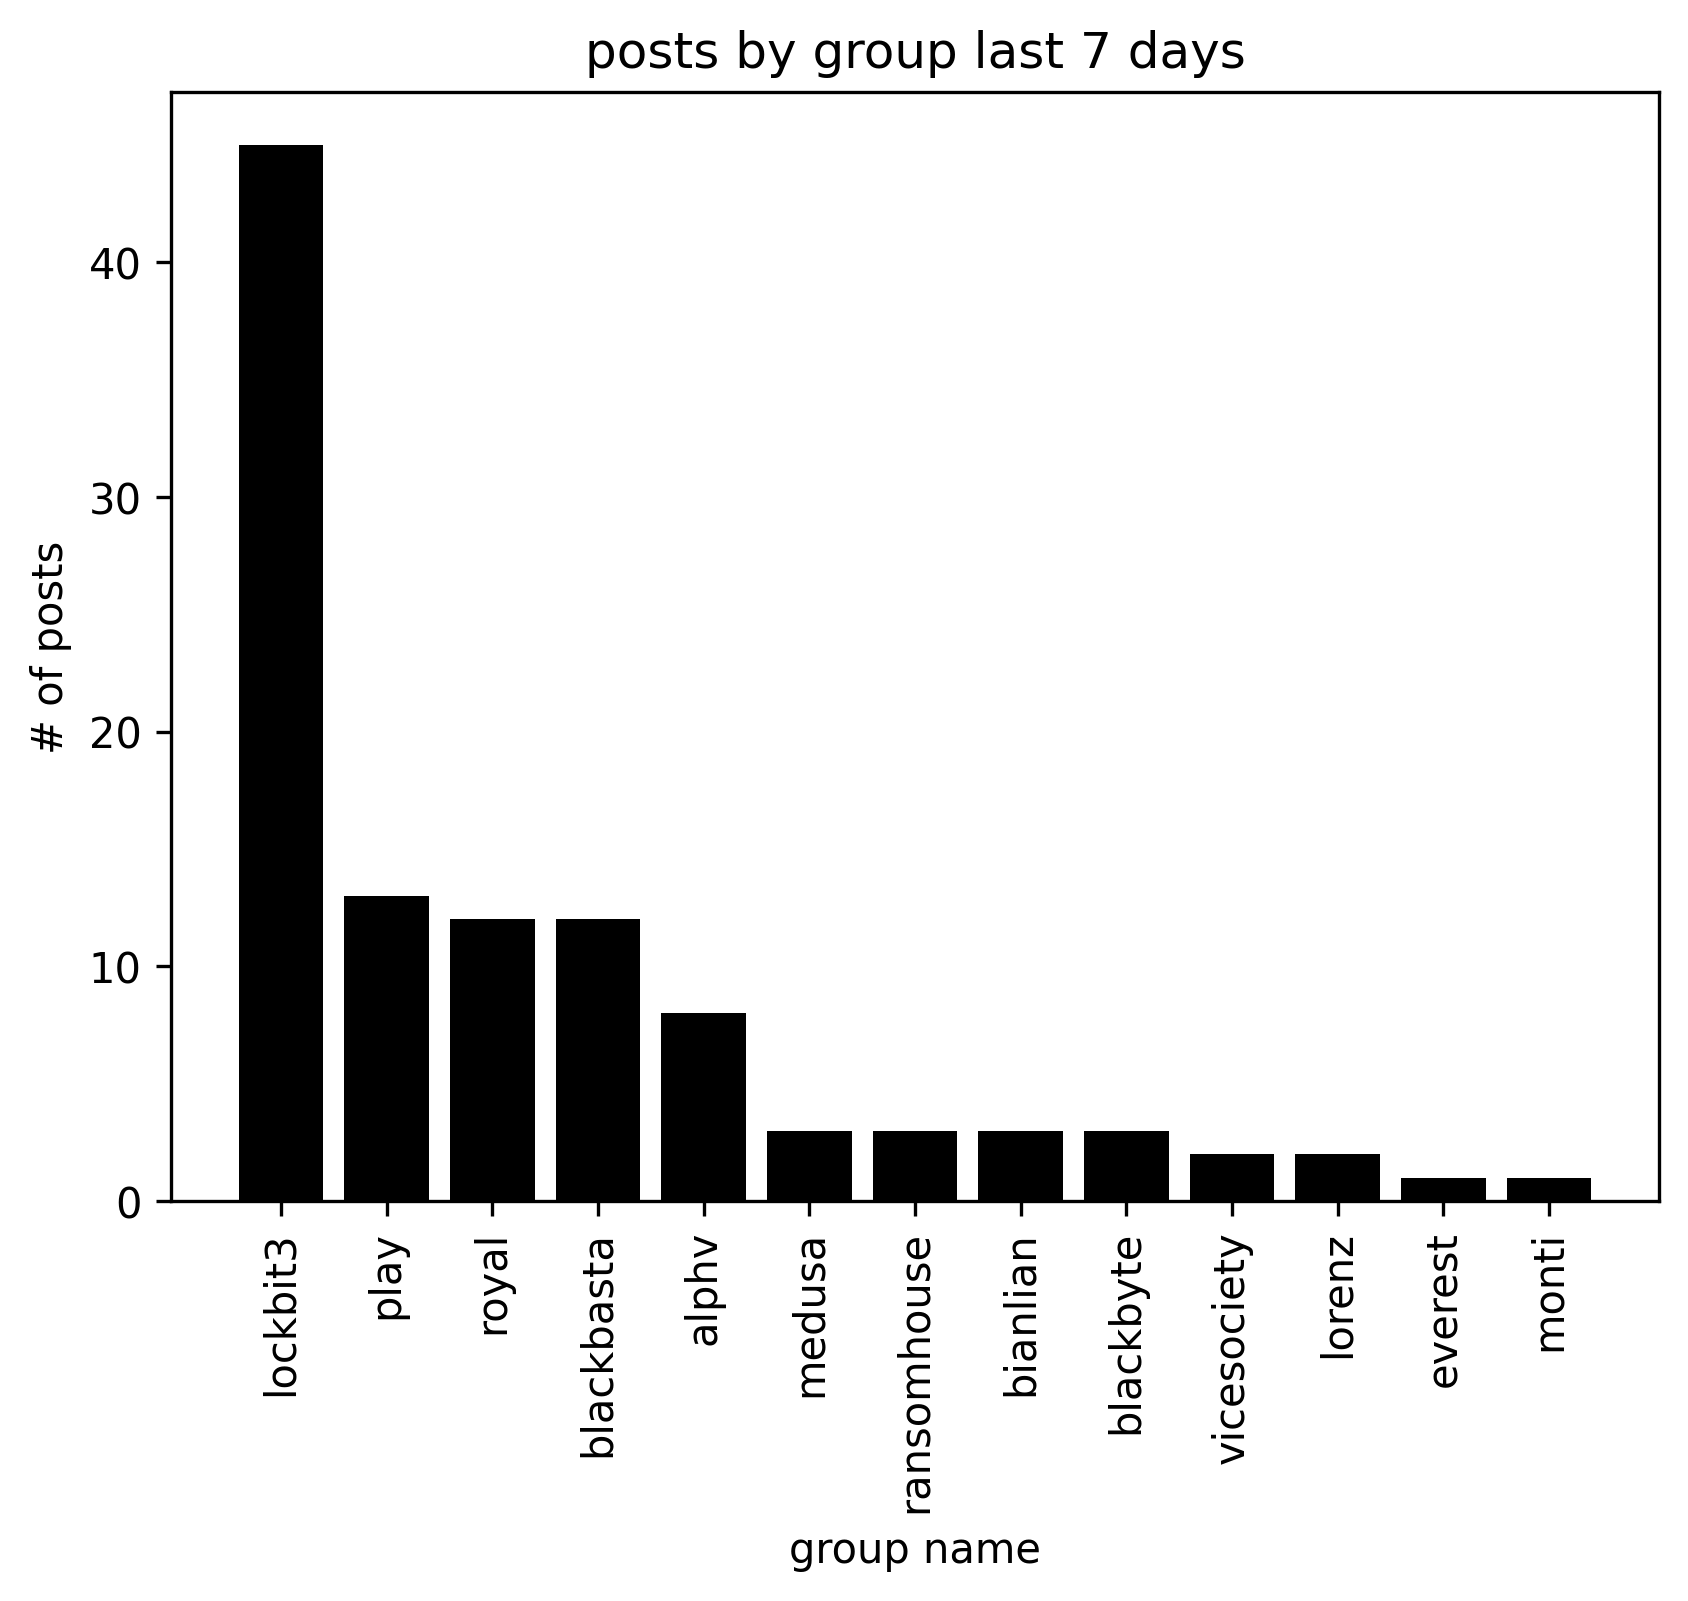 posts by group last 7 days
# of posts
40
30
20
10
0
lockbit3
play
royal
blackbasta
alphv
medusa
ransomhouse
bianlian
blackbyte
vicesociety
lorenz
everest
monti
group name